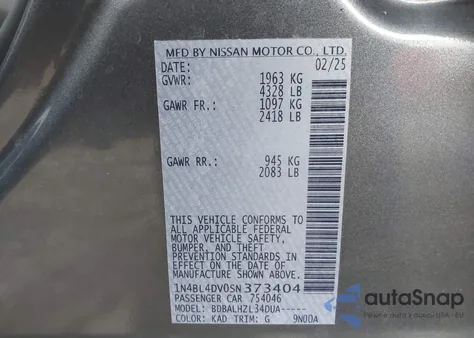 MFD BY NISSAN MOTOR CO., LTD.
DATE: 02/25
GVWR: 1963 KG
4328 LB
GAWR FR.: 1097 KG
2418 LB
GAWR RR.: 945 KG
2083 LB
THIS VEHICLE CONFORMS TO
ALL APPLICABLE FEDERAL
MOTOR VEHICLE SAFETY,
BUMPER, AND THEFT
PREVENTION STANDARDS IN
EFFECT ON THE DATE OF
MANUFACTURE SHOWN ABOVE.
1N4BL4DV0SN373404
PASSENGER CAR 754046
MODEL: BDBALHZL34DUA-----
COLOR: KAD TRIM: G 9N00A
autoSnap